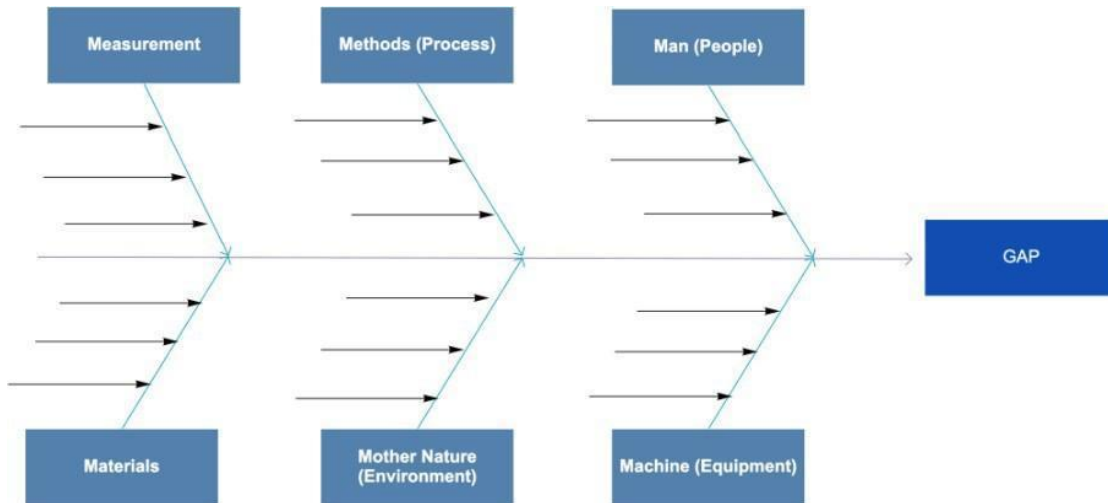 Measurement
Methods (Process)
Man (People)
GAP
Materials
Mother Nature
(Environment)
Machine (Equipment)